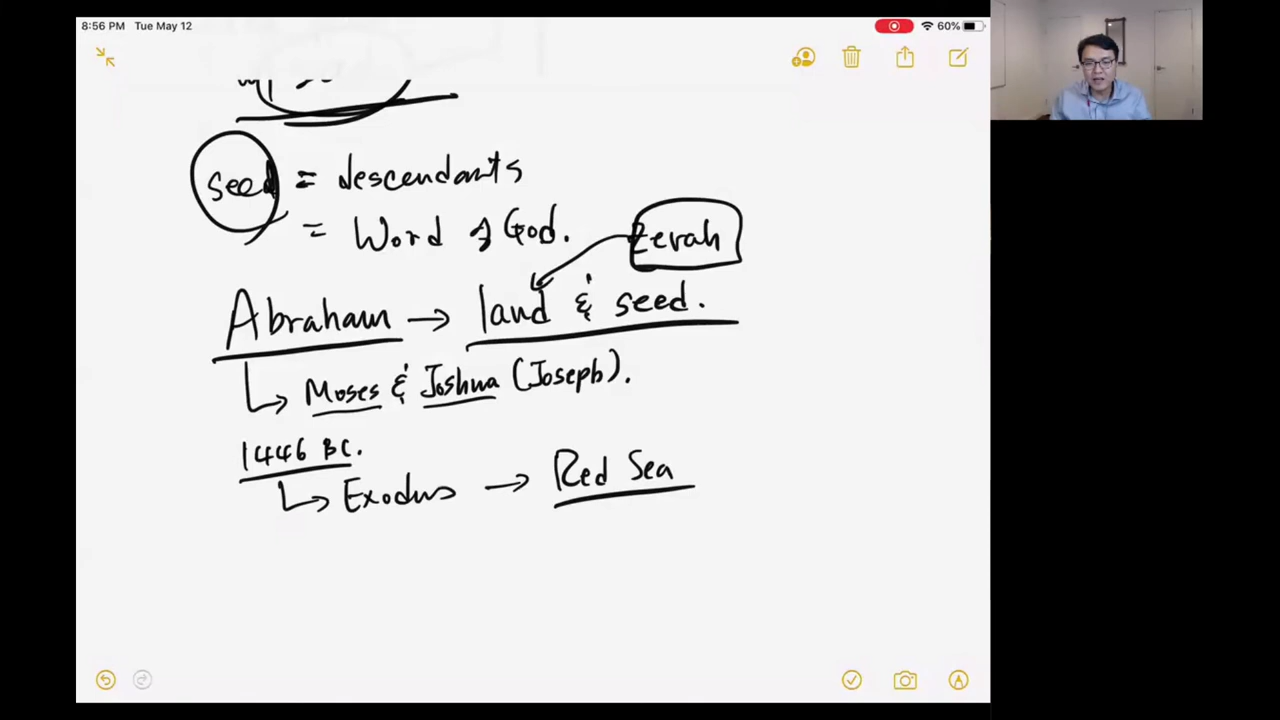 8:56 PM Tue May 12
60%
seed = descendants
= Word of God.
Zerah
Abraham → land & seed.
↳ Moses & Joshua (Joseph).
1446 BC.
↳ Exodus → Red Sea